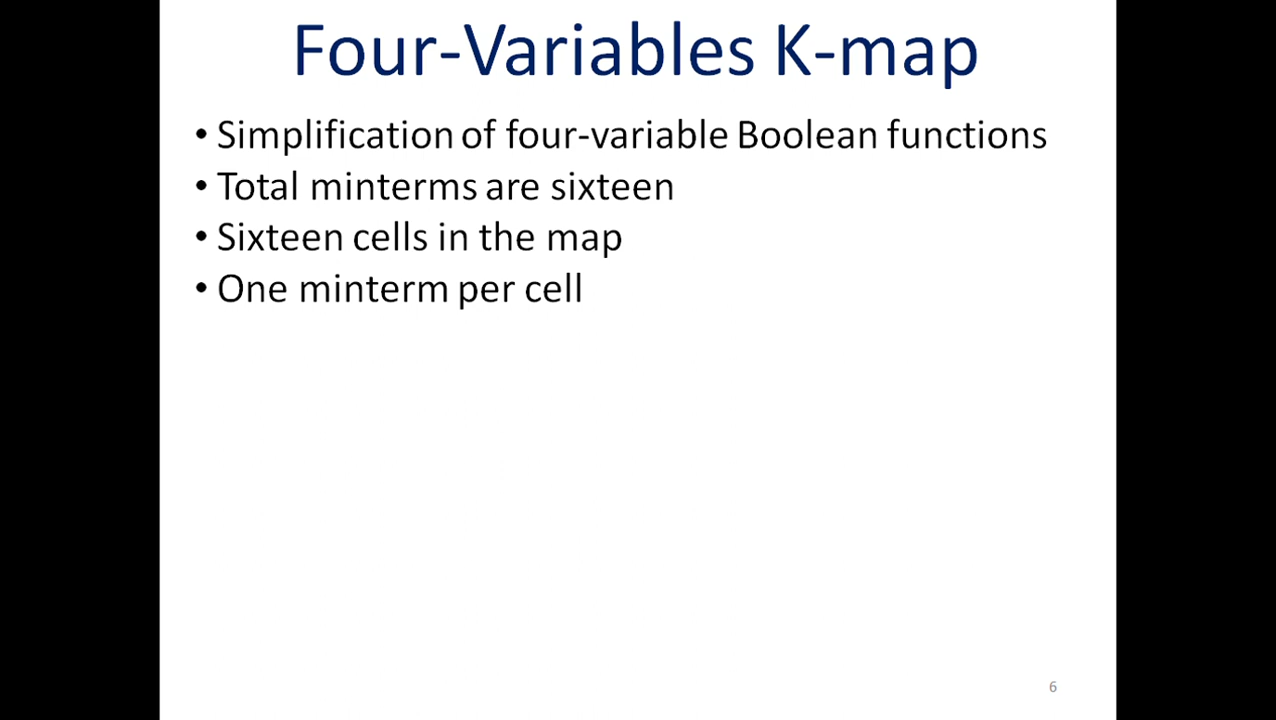 Four-Variables K-map
• Simplification of four-variable Boolean functions
• Total minterms are sixteen
• Sixteen cells in the map
• One minterm per cell
6